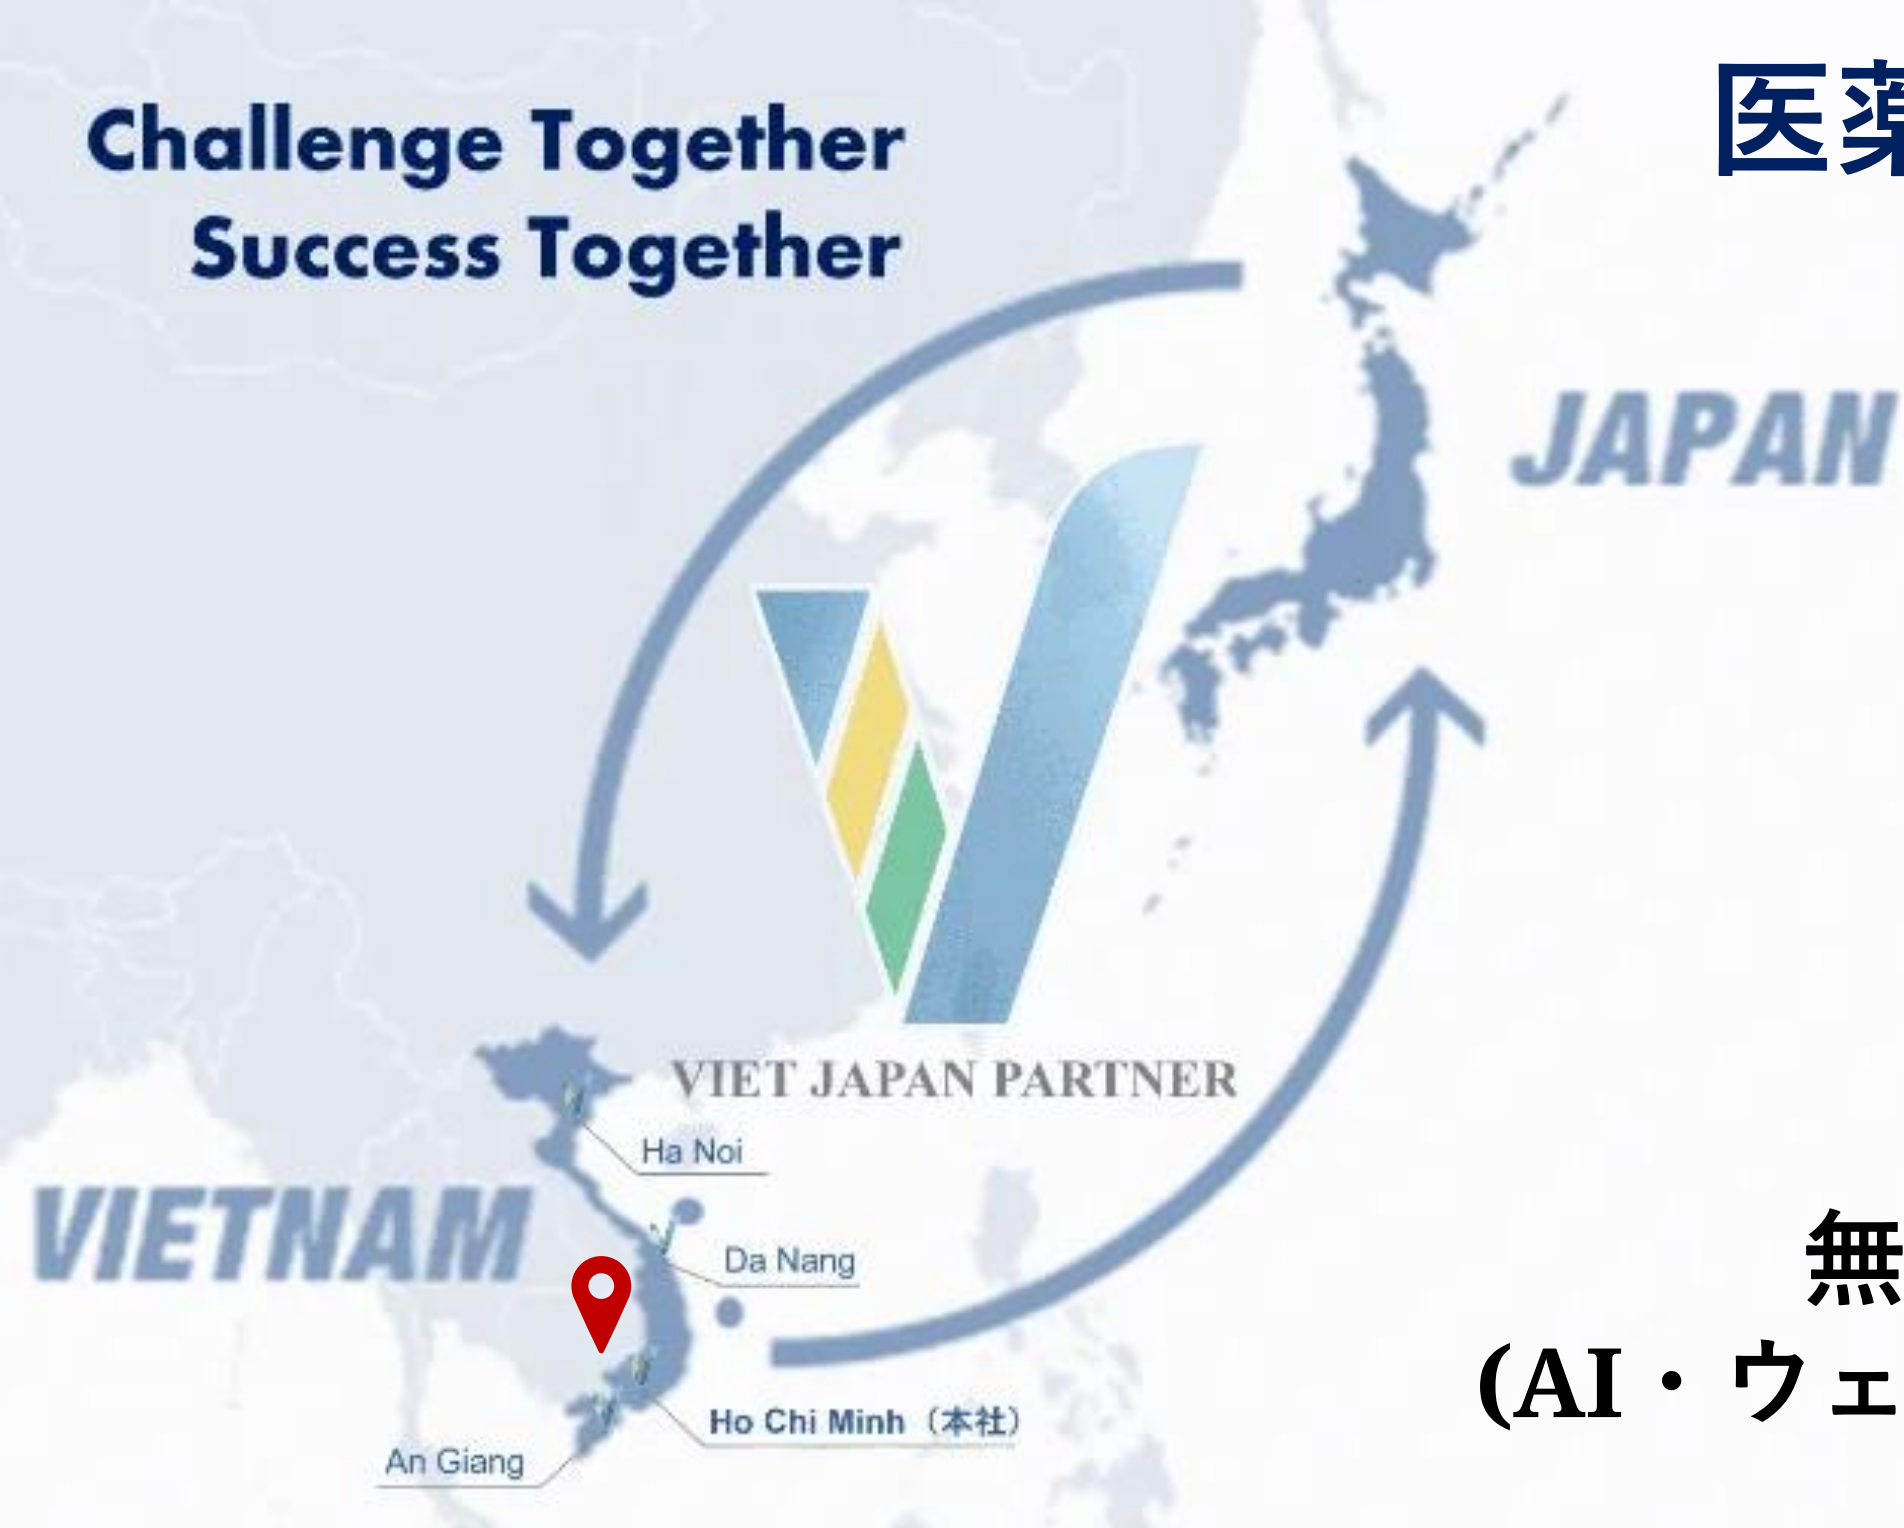 Challenge Together
Success Together
医薬
JAPAN
VIET JAPAN PARTNER
Ha Noi
VIETNAM
Da Nang
Ho Chi Minh（本社）
An Giang
無
(AI・ウェ